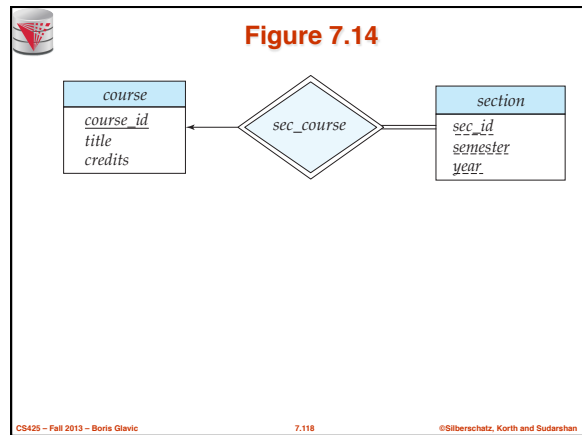 Figure 7.14
course
course_id
title
credits
sec_course
section
sec_id
semester
year
CS425 – Fall 2013 – Boris Glavic 7.118 ©Silberschatz, Korth and Sudarshan